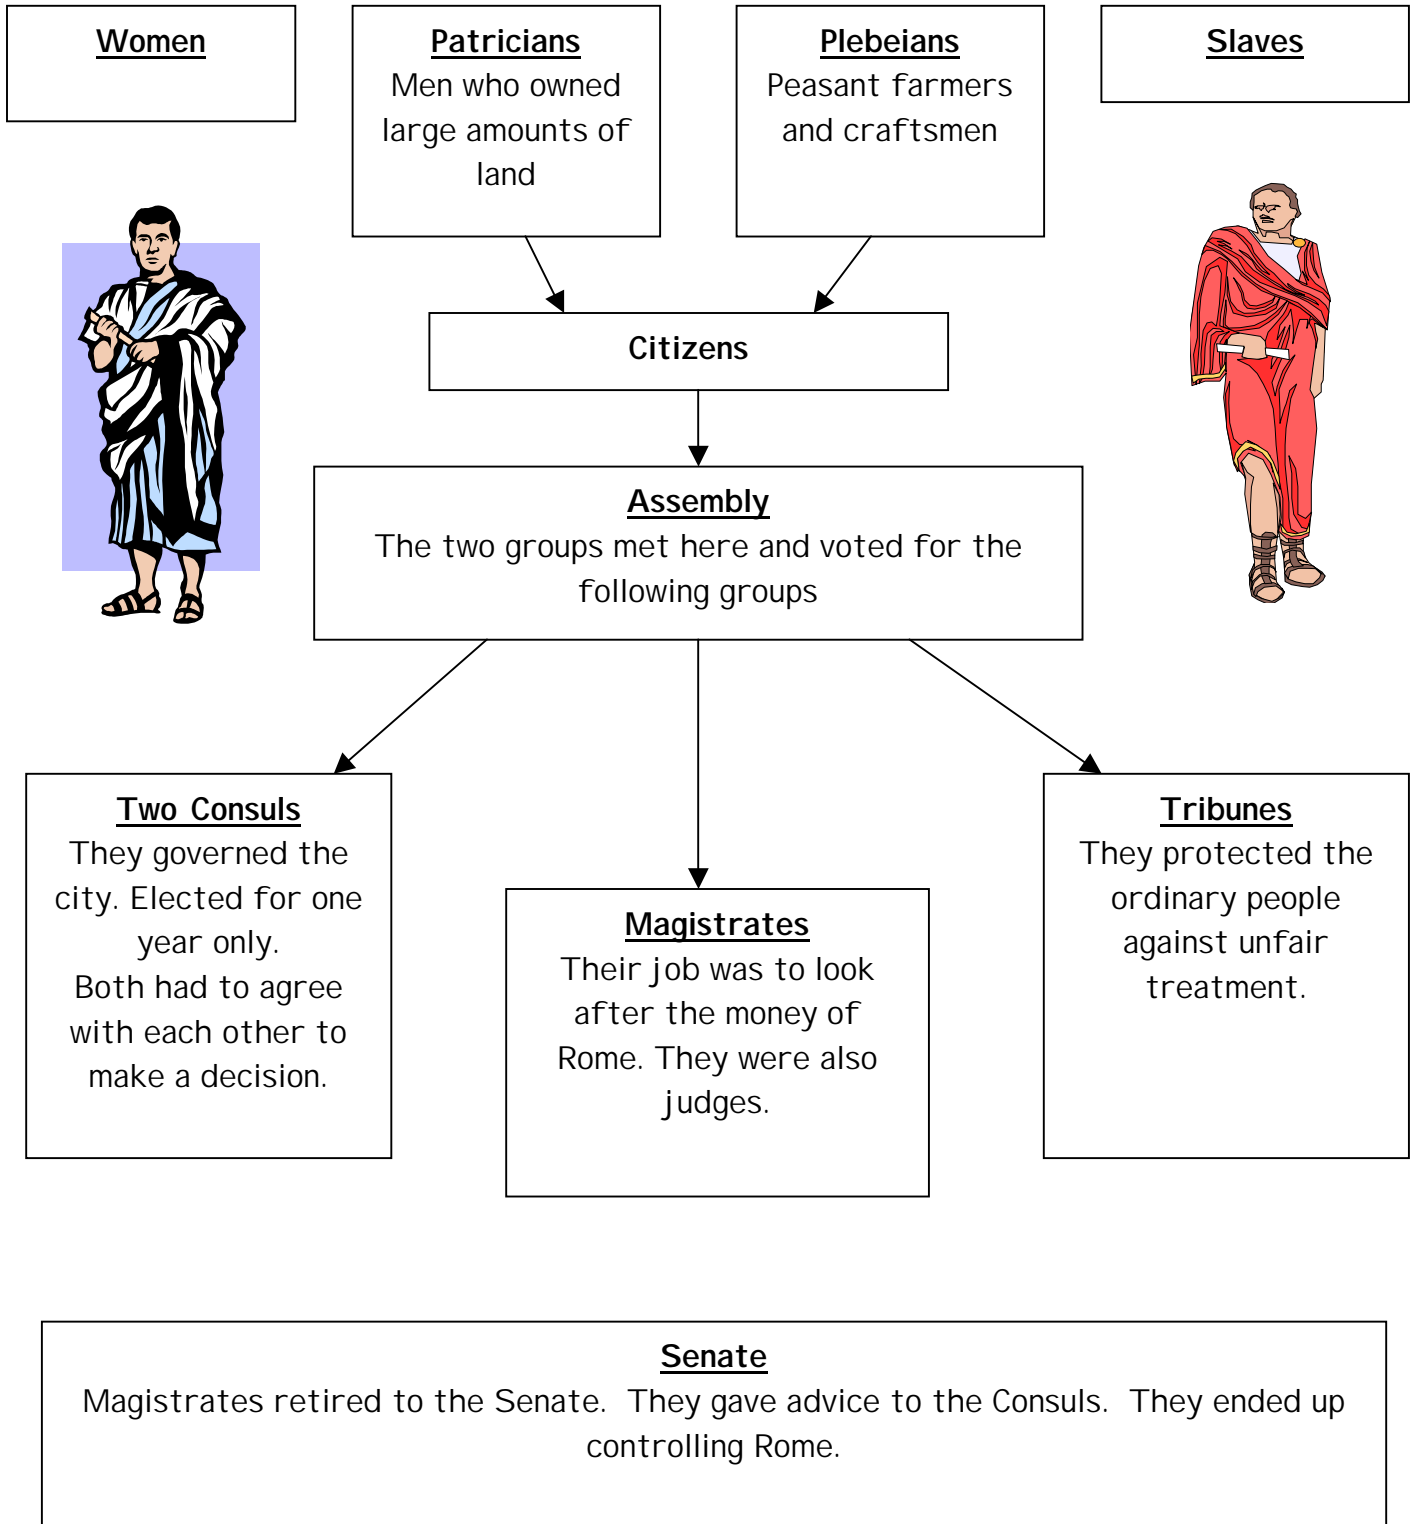 Women
Patricians
Men who owned
large amounts of
land
Plebeians
Peasant farmers
and craftsmen
Slaves
Citizens
Assembly
The two groups met here and voted for the
following groups
Two Consuls
They governed the
city. Elected for one
year only.
Both had to agree
with each other to
make a decision.
Magistrates
Their job was to look
after the money of
Rome. They were also
judges.
Tribunes
They protected the
ordinary people
against unfair
treatment.
Senate
Magistrates retired to the Senate.  They gave advice to the Consuls.  They ended up
controlling Rome.